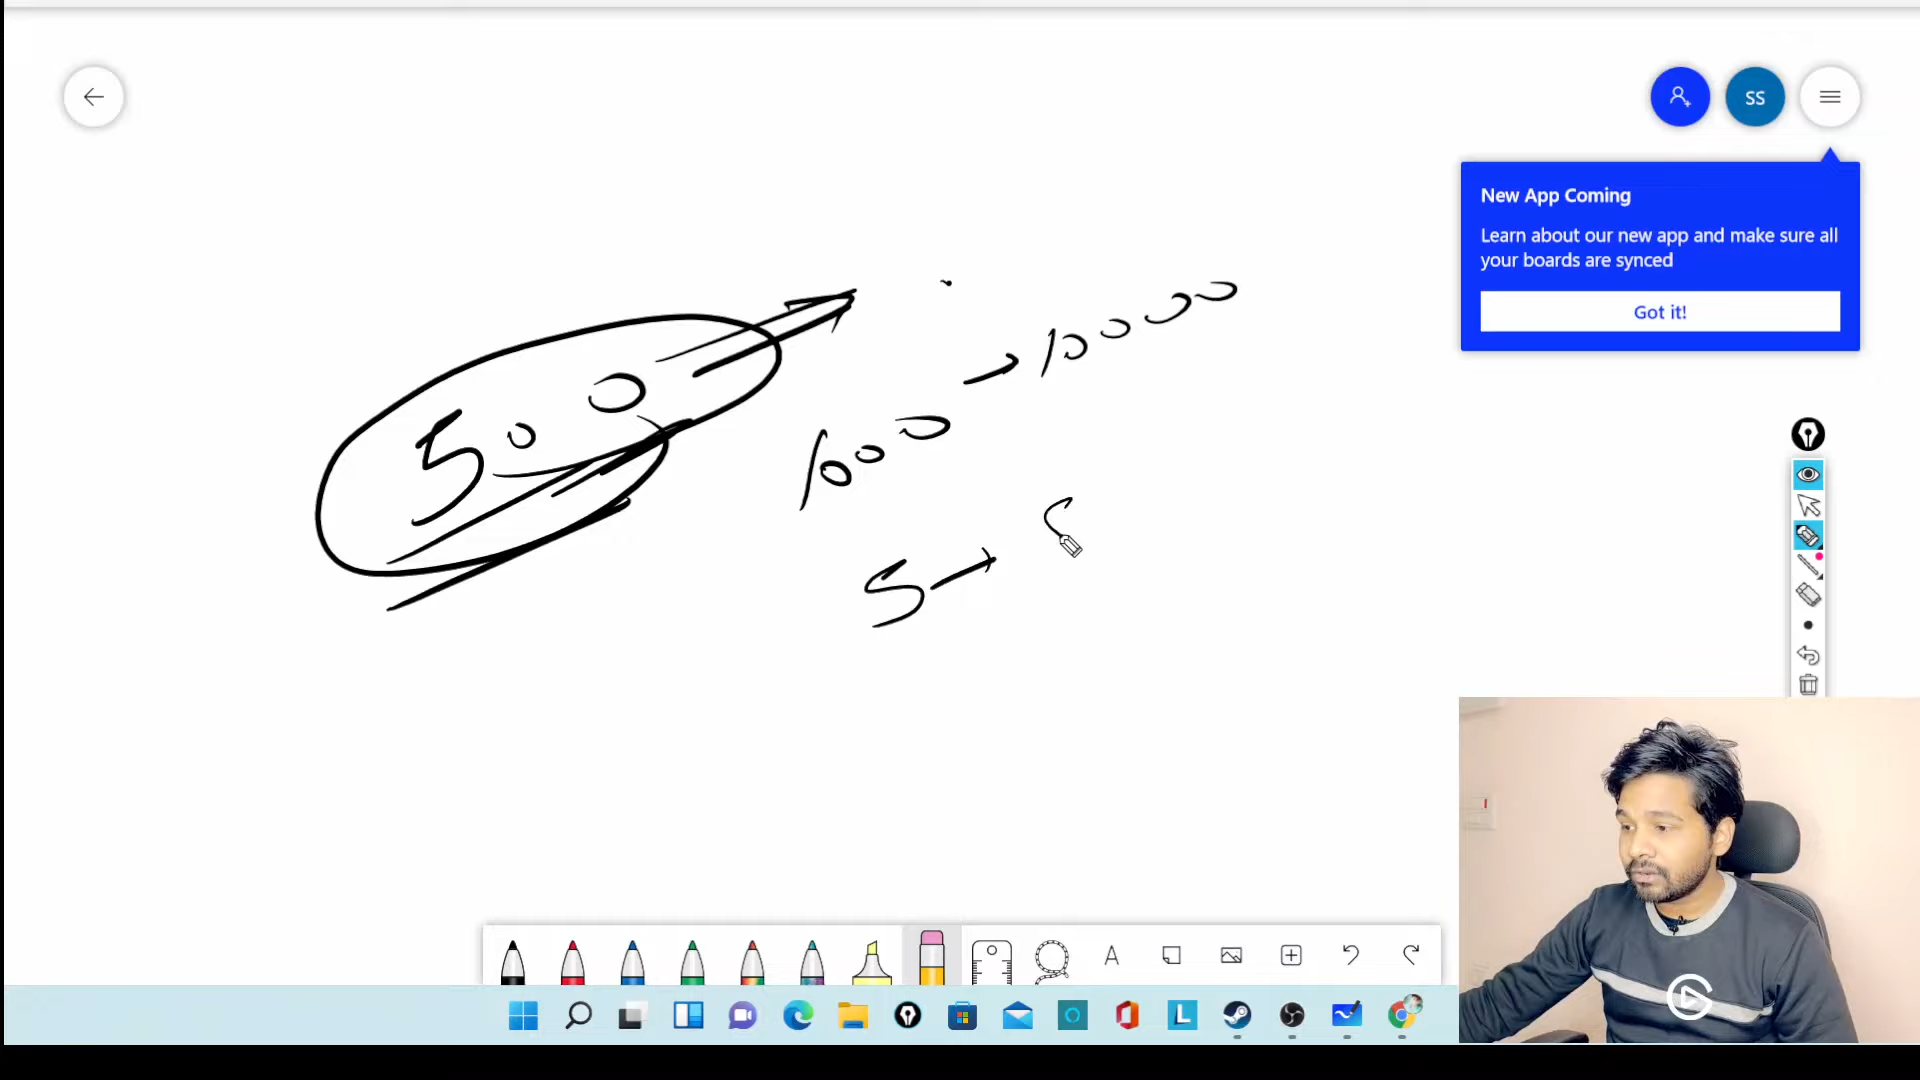 SS
New App Coming
Learn about our new app and make sure all
your boards are synced
Got it!
500
1000 → 10000
5 →
A
L